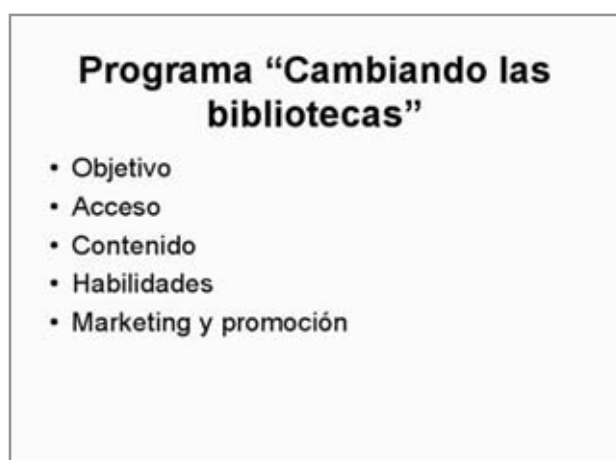 Programa “Cambiando las
bibliotecas”
• Objetivo
• Acceso
• Contenido
• Habilidades
• Marketing y promoción